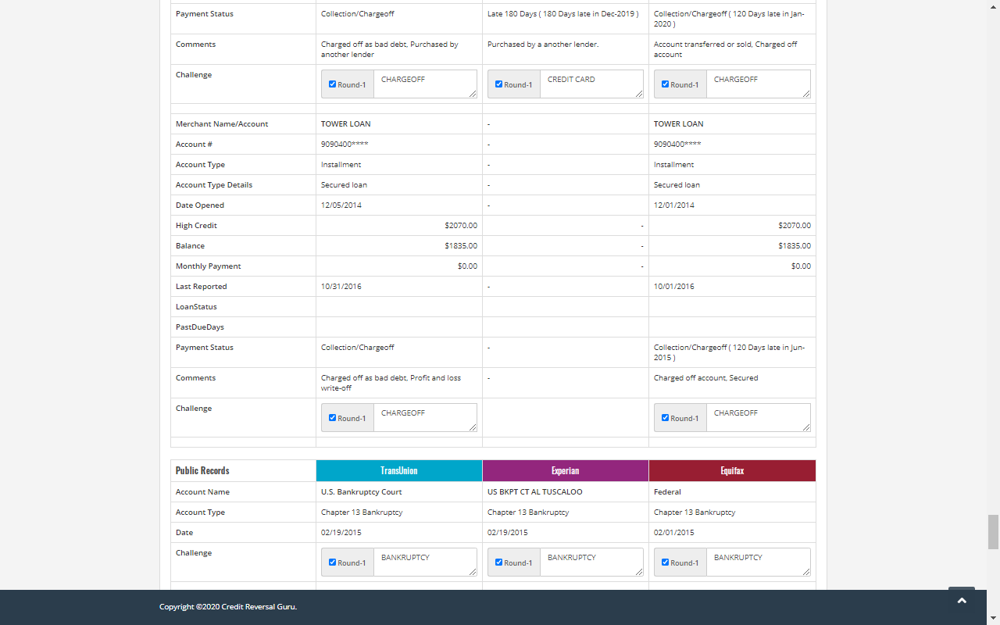 Payment Status Collection/Chargeoff Late 180 Days ( 180 Days late in Dec-2019 ) Collection/Chargeoff ( 120 Days late in Jan-
2020 )
Comments Charged off as bad debt, Purchased by Purchased by a another lender. Account transferred or sold, Charged off
another lender account
Challenge Round-1 CHARGEOFF Round-1 CREDIT CARD Round-1 CHARGEOFF
Merchant Name/Account TOWER LOAN - TOWER LOAN
Account # 9090400**** - 9090400****
Account Type Installment - Installment
Account Type Details Secured loan - Secured loan
Date Opened 12/05/2014 - 12/01/2014
High Credit $2070.00 - $2070.00
Balance $1835.00 - $1835.00
Monthly Payment $0.00 - $0.00
Last Reported 10/31/2016 - 10/01/2016
LoanStatus
PastDueDays
Payment Status Collection/Chargeoff - Collection/Chargeoff ( 120 Days late in Jun-
2015 )
Comments Charged off as bad debt, Profit and loss - Charged off account, Secured
write-off
Challenge Round-1 CHARGEOFF Round-1 CHARGEOFF
Public Records TransUnion Experian Equifax
Account Name U.S. Bankruptcy Court US BKPT CT AL TUSCALOO Federal
Account Type Chapter 13 Bankruptcy Chapter 13 Bankruptcy Chapter 13 Bankruptcy
Date 02/19/2015 02/19/2015 02/01/2015
Challenge Round-1 BANKRUPTCY Round-1 BANKRUPTCY Round-1 BANKRUPTCY
Copyright ©2020 Credit Reversal Guru.